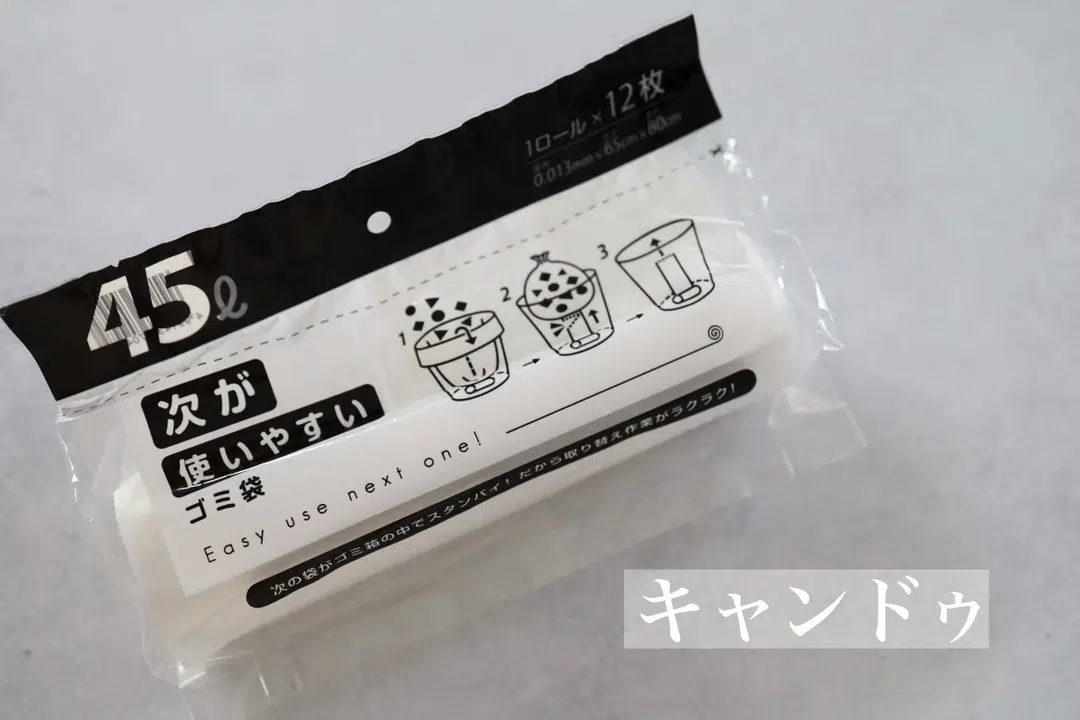 1ロール×12枚
0.013mm×65cm×80cm
45ℓ
1
2
3
次が
使いやすい
ゴミ袋
Easy use next one!
次の袋がゴミ箱の中でスタンバイ!だから取り替え作業がラクラク!
キャンドゥ